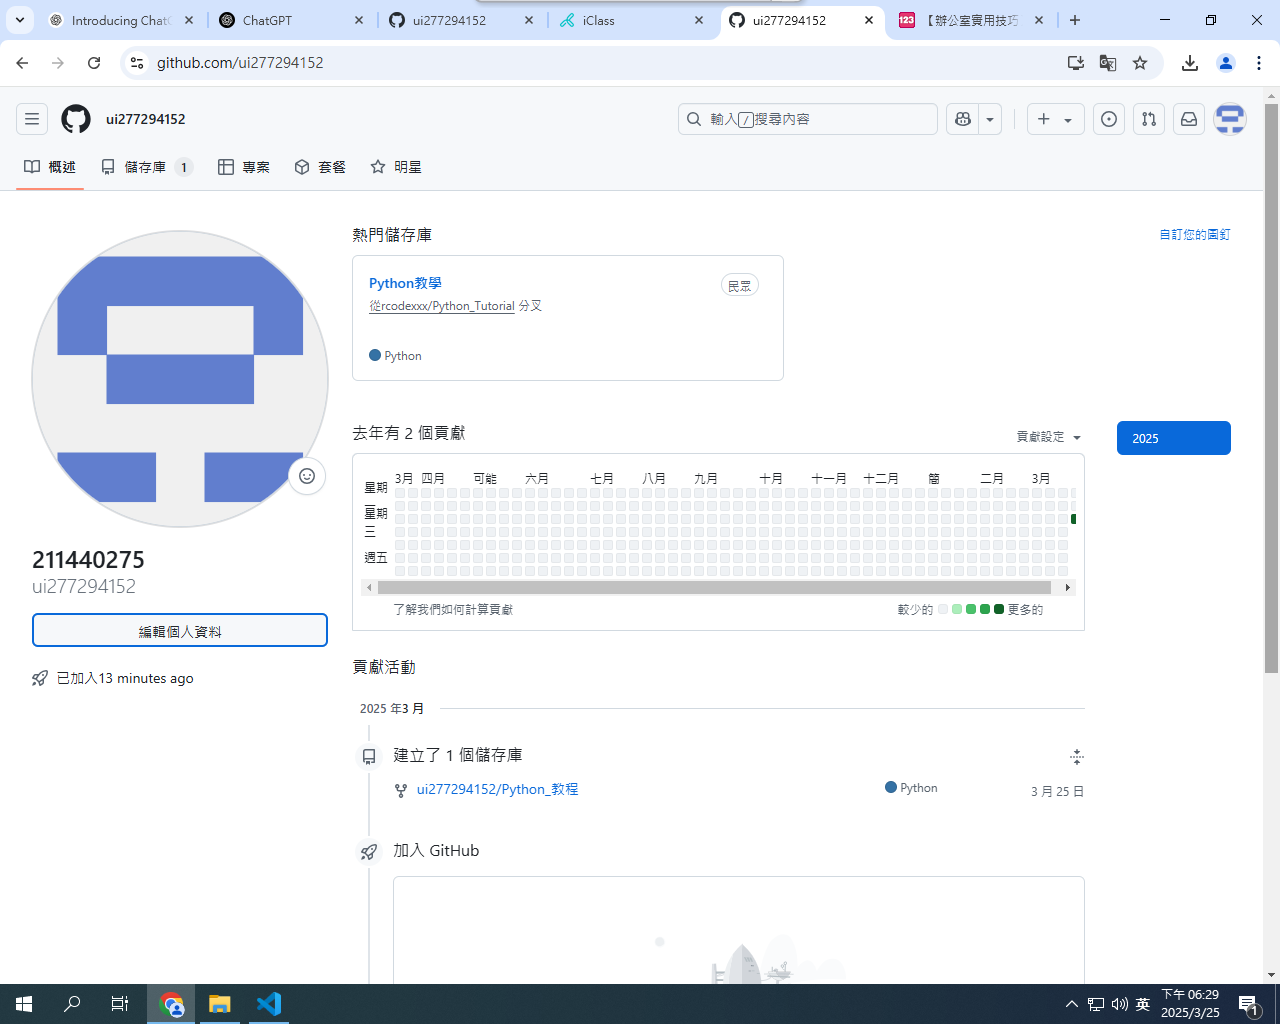 Introducing ChatG
ChatGPT
ui277294152
iClass
ui277294152
123
【辦公室實用技巧
github.com/ui277294152
ui277294152
輸入/搜尋內容
概述
儲存庫 1
專案
套餐
明星
熱門儲存庫
自訂您的圖釘
Python教學
民眾
從rcodexxx/Python_Tutorial 分叉
Python
去年有 2 個貢獻
貢獻設定
2025
3月 四月 可能 六月 七月 八月 九月 十月 十一月 十二月 簡 二月 3月
星期一
星期三
週五
了解我們如何計算貢獻
較少的
更多的
211440275
ui277294152
編輯個人資料
已加入13 minutes ago
貢獻活動
2025 年3 月
建立了 1 個儲存庫
ui277294152/Python_教程
Python
3 月 25 日
加入 GitHub
英
下午 06:29
2025/3/25
1